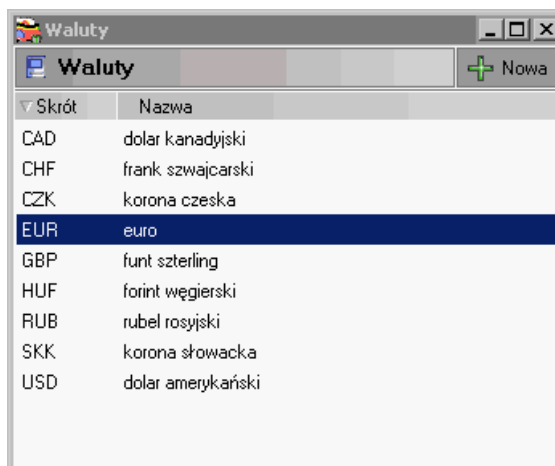 Waluty
Waluty Nowa
Skrót Nazwa
CAD dolar kanadyjski
CHF frank szwajcarski
CZK korona czeska
EUR euro
GBP funt szterling
HUF forint węgierski
RUB rubel rosyjski
SKK korona słowacka
USD dolar amerykański